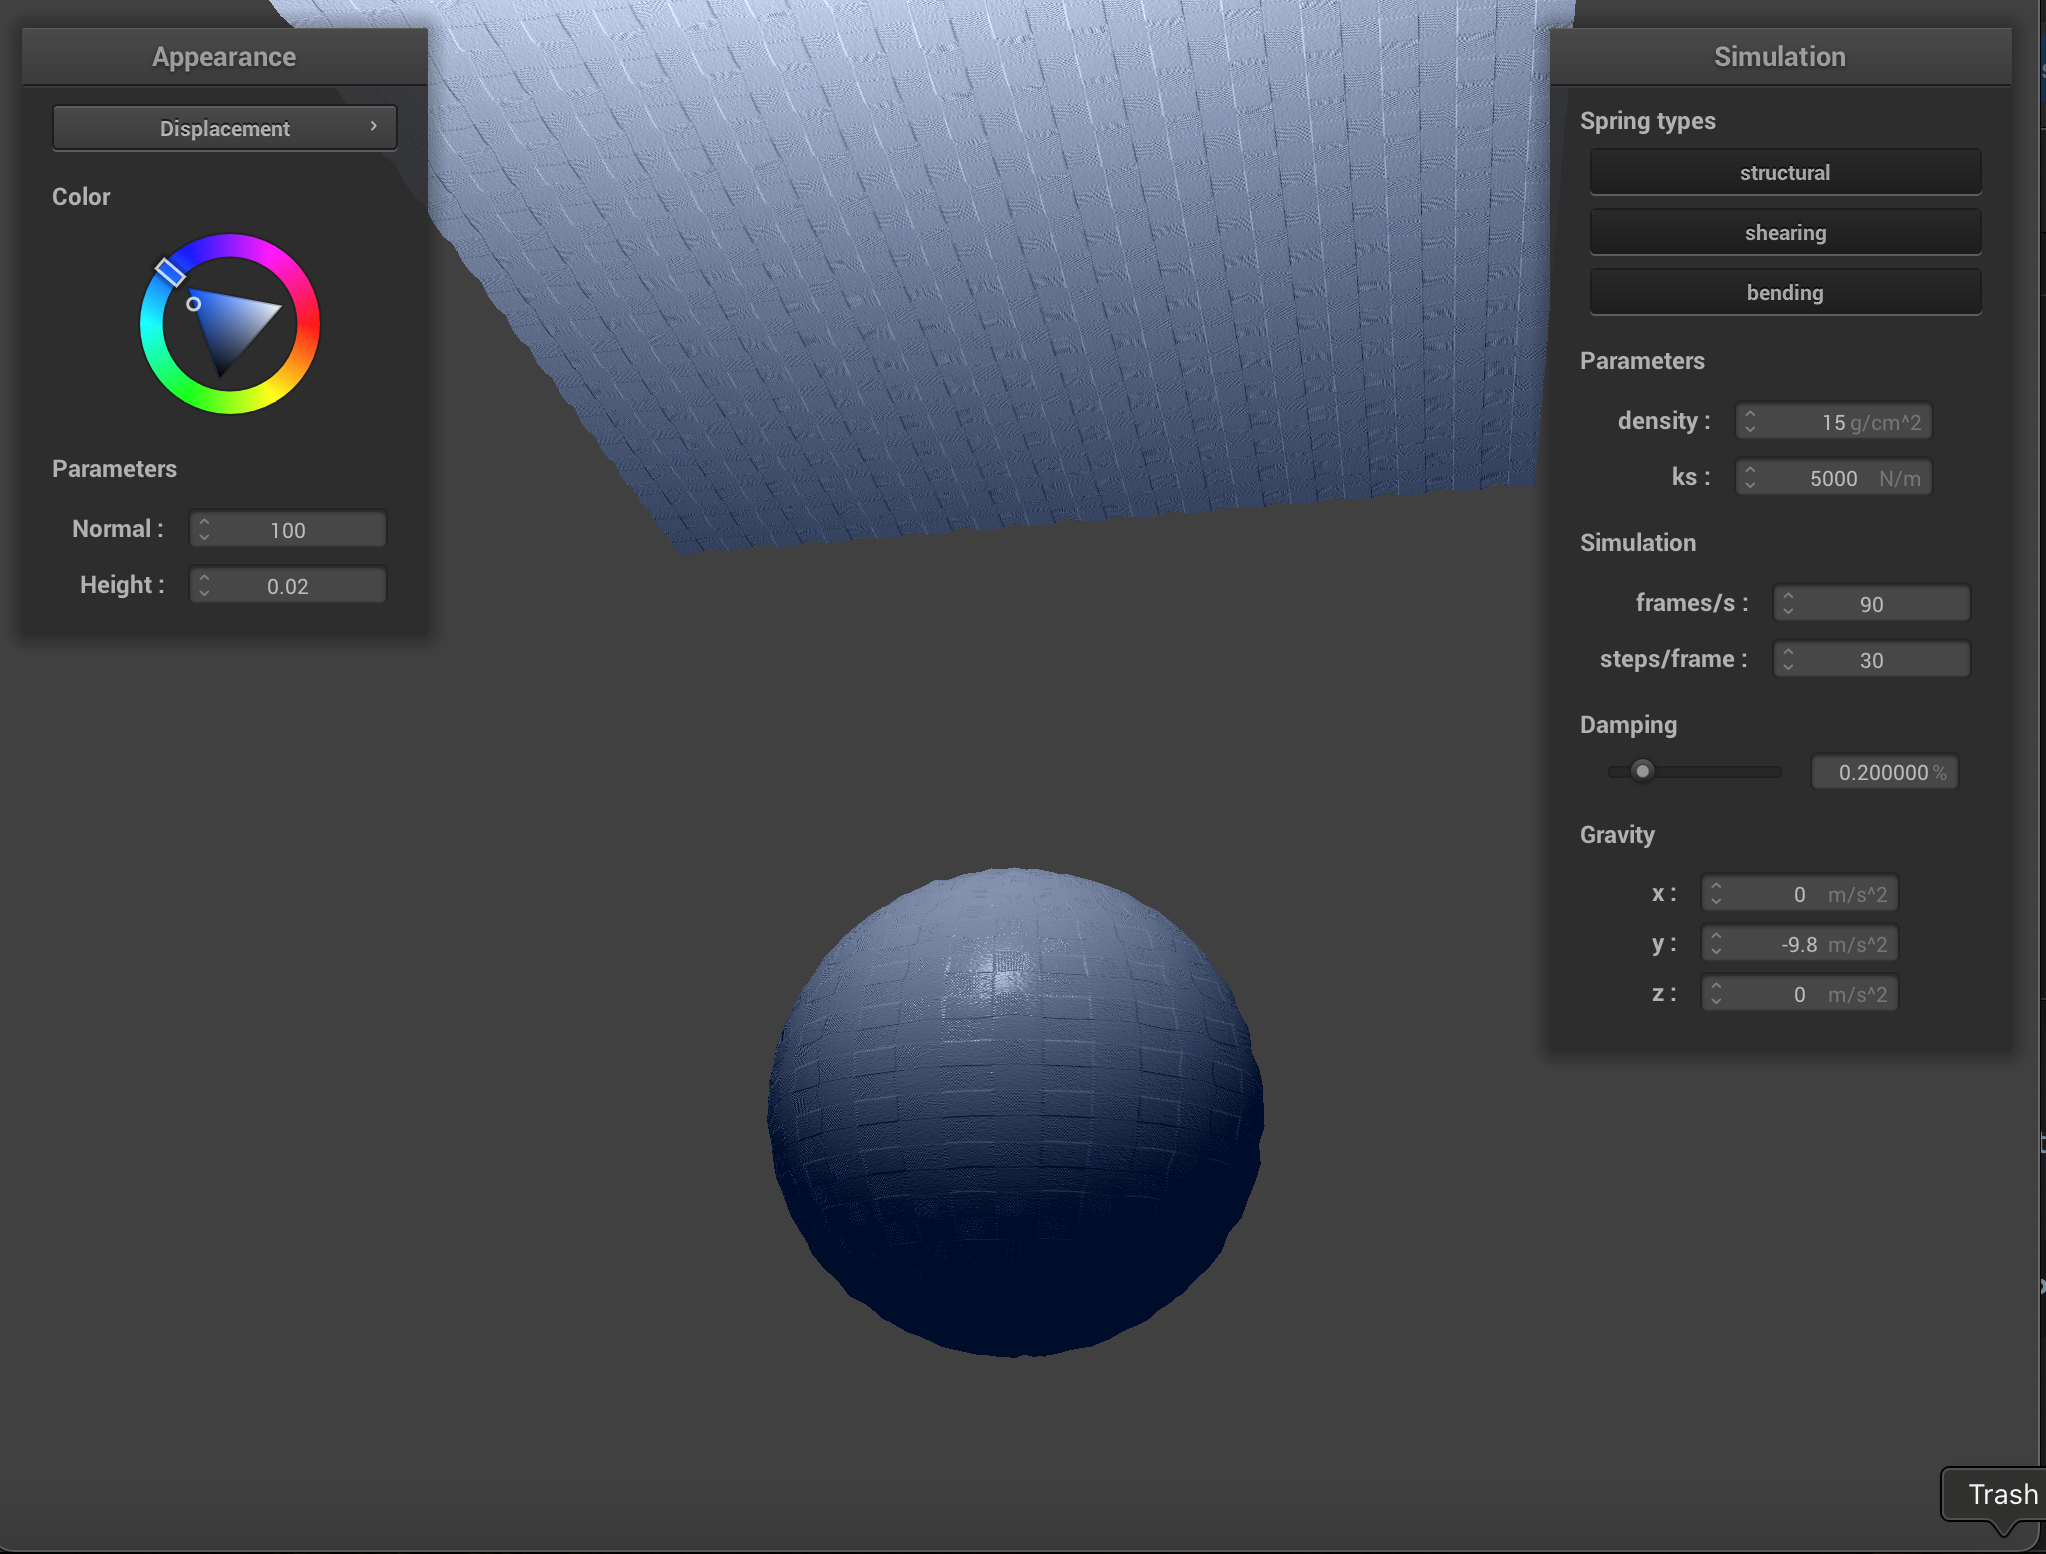 Appearance
Displacement
Color
Parameters
Normal : 100
Height : 0.02
Simulation
Spring types
structural
shearing
bending
Parameters
density : 15 g/cm^2
ks : 5000 N/m
Simulation
frames/s : 90
steps/frame : 30
Damping
0.200000 %
Gravity
x : 0 m/s^2
y : -9.8 m/s^2
z : 0 m/s^2
Trash